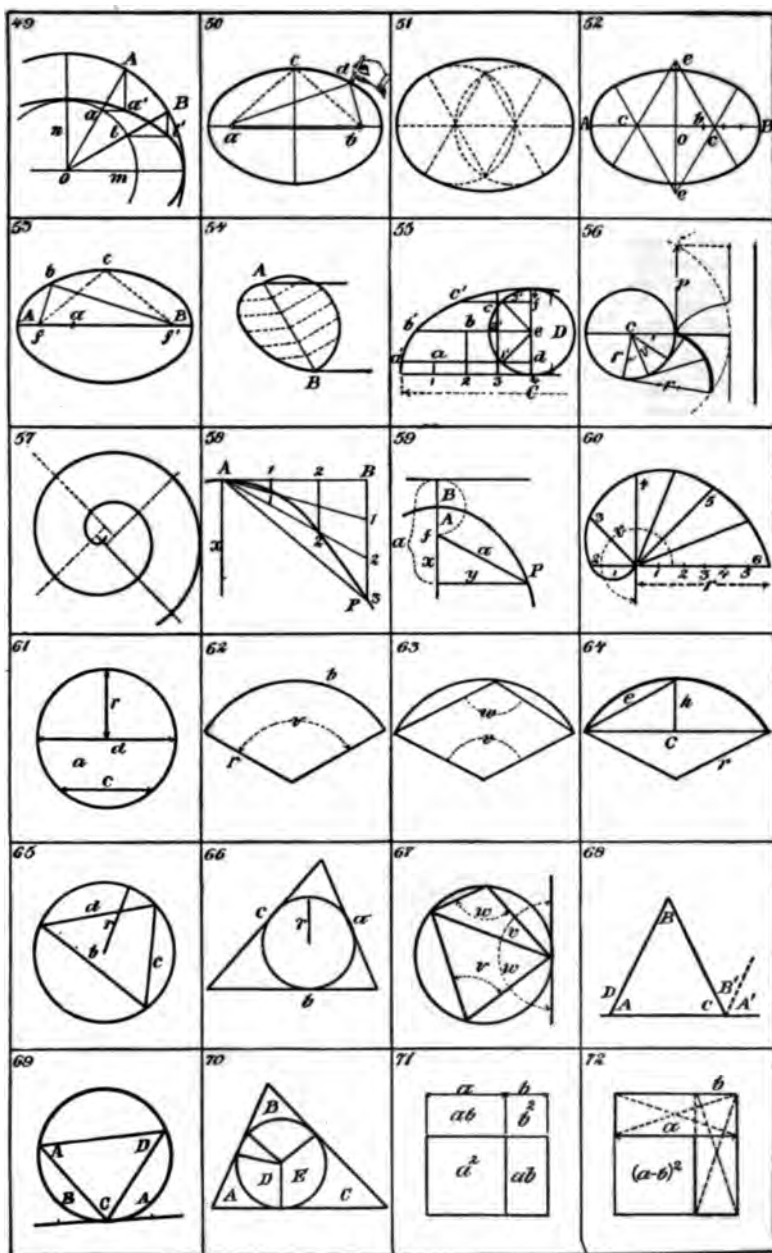 49 50 51 52
A c d e
a a' B
n l l' a b A c o b c B
o m e
53 54 55 56
c A c' c p
b b' b e D
A a B a' a d c
f f' B 1 2 3 4 r v r
C
57 58 59 60
A 1 2 B B 4
1 A 3 5
x 2 2 a f a x
P 3 x y P 2 1 1 2 3 4 5 6
r
61 62 63 64
r b w e h
d v v C
a r r
c
65 66 67 68
d c a w B
r r v
b c v w D B'
b A C A'
69 70 71 72
B a b b
A D ab b² a
D E
B C A A C a² ab (a-b)²